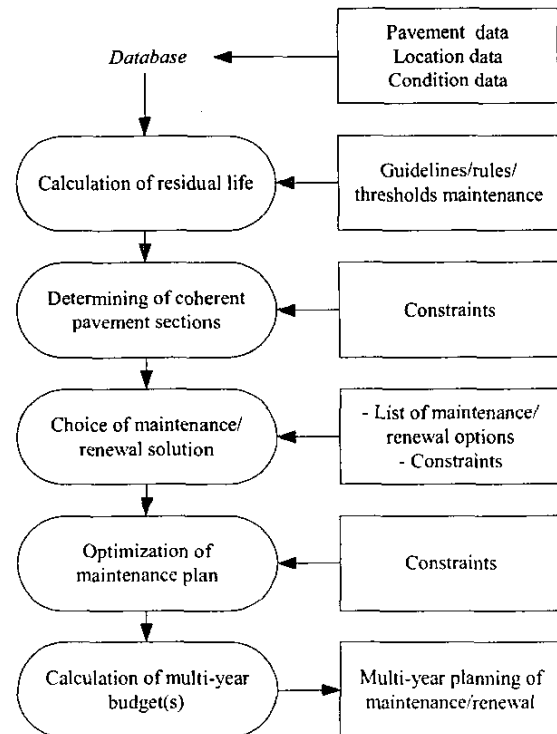 Pavement data
Location data
Condition data
Database
Calculation of residual life
Guidelines/rules/
thresholds maintenance
Determining of coherent
pavement sections
Constraints
Choice of maintenance/
renewal solution
- List of maintenance/
renewal options
- Constraints
Optimization of
maintenance plan
Constraints
Calculation of multi-year
budget(s)
Multi-year planning of
maintenance/renewal